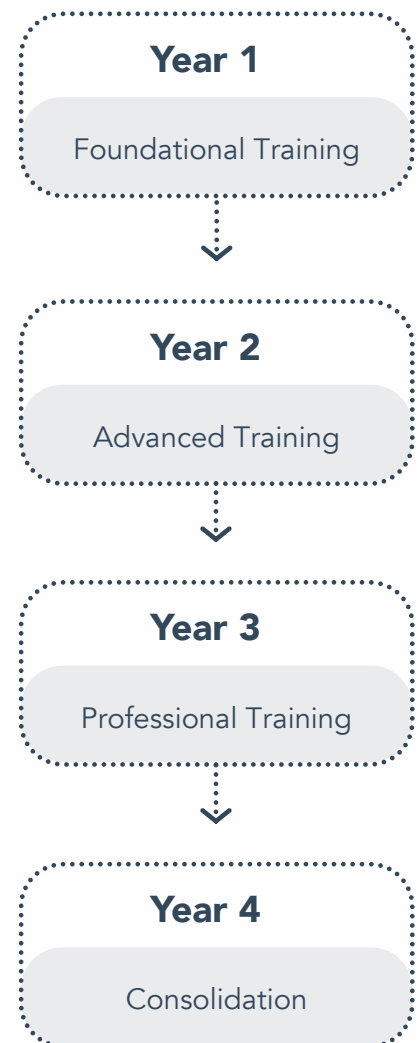 Year 1
Foundational Training
Year 2
Advanced Training
Year 3
Professional Training
Year 4
Consolidation